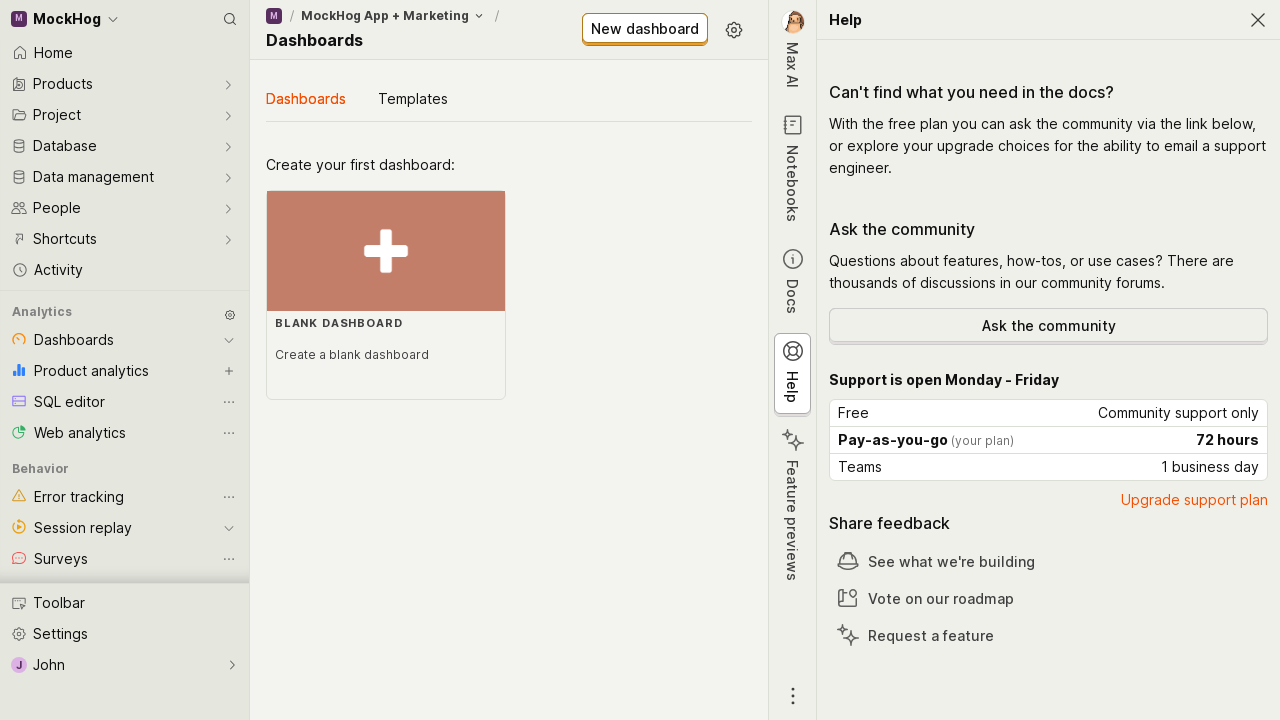 M MockHog
Home
Products
Project
Database
Data management
People
Shortcuts
Activity
Analytics
Dashboards
Product analytics
SQL editor
Web analytics
Behavior
Error tracking
Session replay
Surveys
Toolbar
Settings
J John
M / MockHog App + Marketing /
Dashboards
New dashboard
Dashboards
Templates
Create your first dashboard:
BLANK DASHBOARD
Create a blank dashboard
Max AI
Notebooks
Docs
Help
Feature previews
Help
Can't find what you need in the docs?
With the free plan you can ask the community via the link below,
or explore your upgrade choices for the ability to email a support
engineer.
Ask the community
Questions about features, how-tos, or use cases? There are
thousands of discussions in our community forums.
Ask the community
Support is open Monday - Friday
Free Community support only
Pay-as-you-go (your plan) 72 hours
Teams 1 business day
Upgrade support plan
Share feedback
See what we're building
Vote on our roadmap
Request a feature